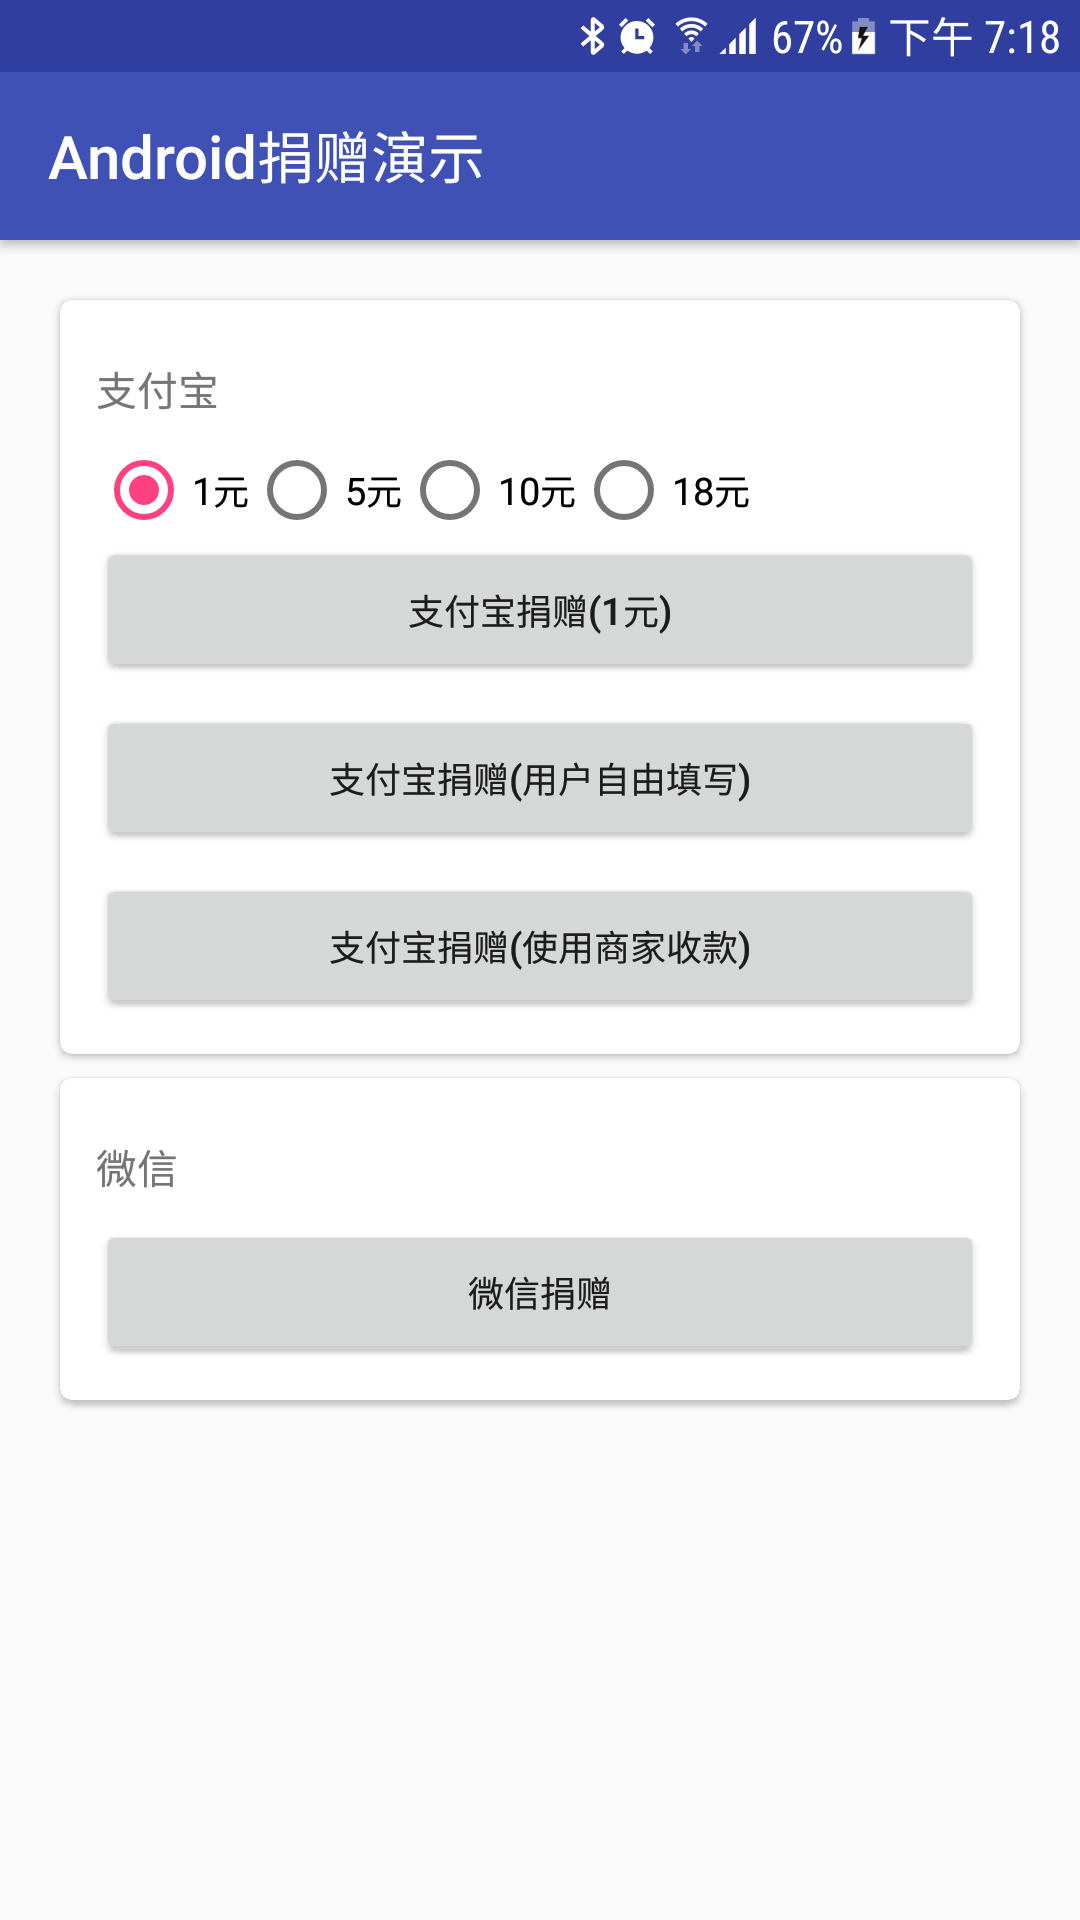 67% 下午 7:18
Android捐赠演示
支付宝
1元 5元 10元 18元
支付宝捐赠(1元)
支付宝捐赠(用户自由填写)
支付宝捐赠(使用商家收款)
微信
微信捐赠